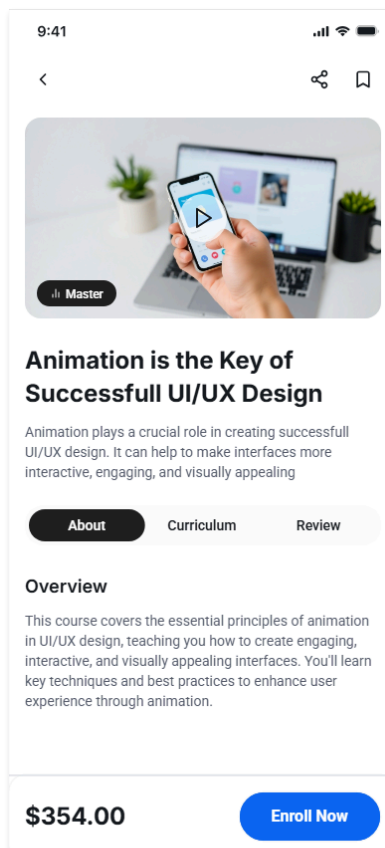 9:41
Master
Animation is the Key of
Successfull UI/UX Design
Animation plays a crucial role in creating successfull
UI/UX design. It can help to make interfaces more
interactive, engaging, and visually appealing
About Curriculum Review
Overview
This course covers the essential principles of animation
in UI/UX design, teaching you how to create engaging,
interactive, and visually appealing interfaces. You'll learn
key techniques and best practices to enhance user
experience through animation.
$354.00 Enroll Now